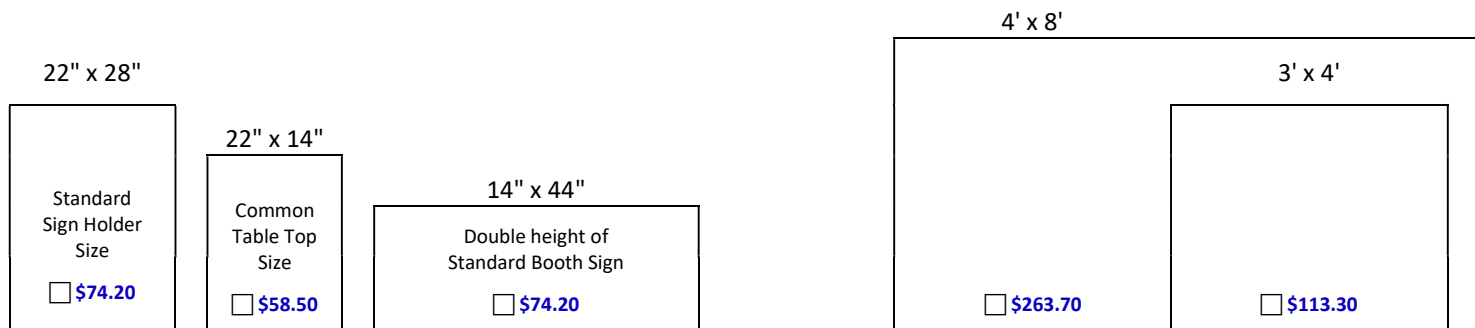 4' x 8'
22" x 28"
3' x 4'
22" x 14"
14" x 44"
Standard
Sign Holder
Size
Common
Table Top
Size
Double height of
Standard Booth Sign
$74.20
$58.50
$74.20
$263.70
$113.30